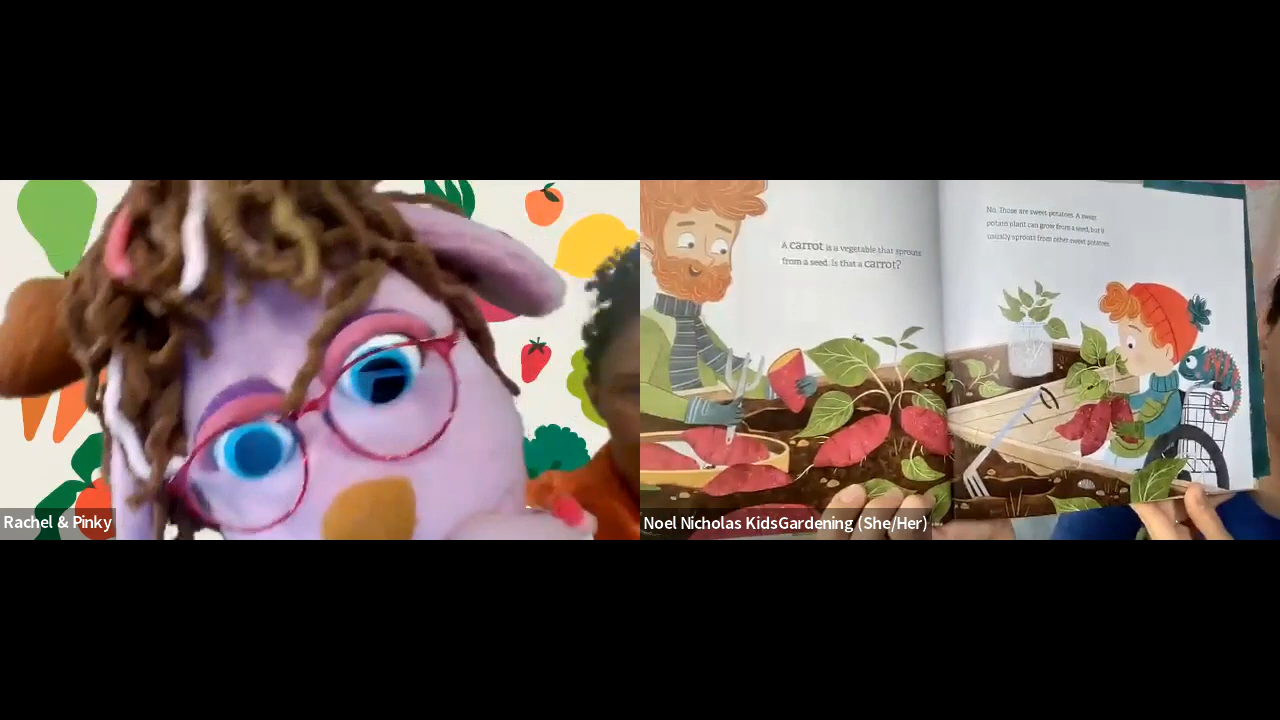 A carrot is a vegetable that sprouts
from a seed. Is that a carrot?
No. Those are sweet potatoes. A sweet
potato plant can grow from a seed, but it
usually sprouts from other sweet potatoes.
Rachel & Pinky
Noel Nicholas KidsGardening (She/Her)